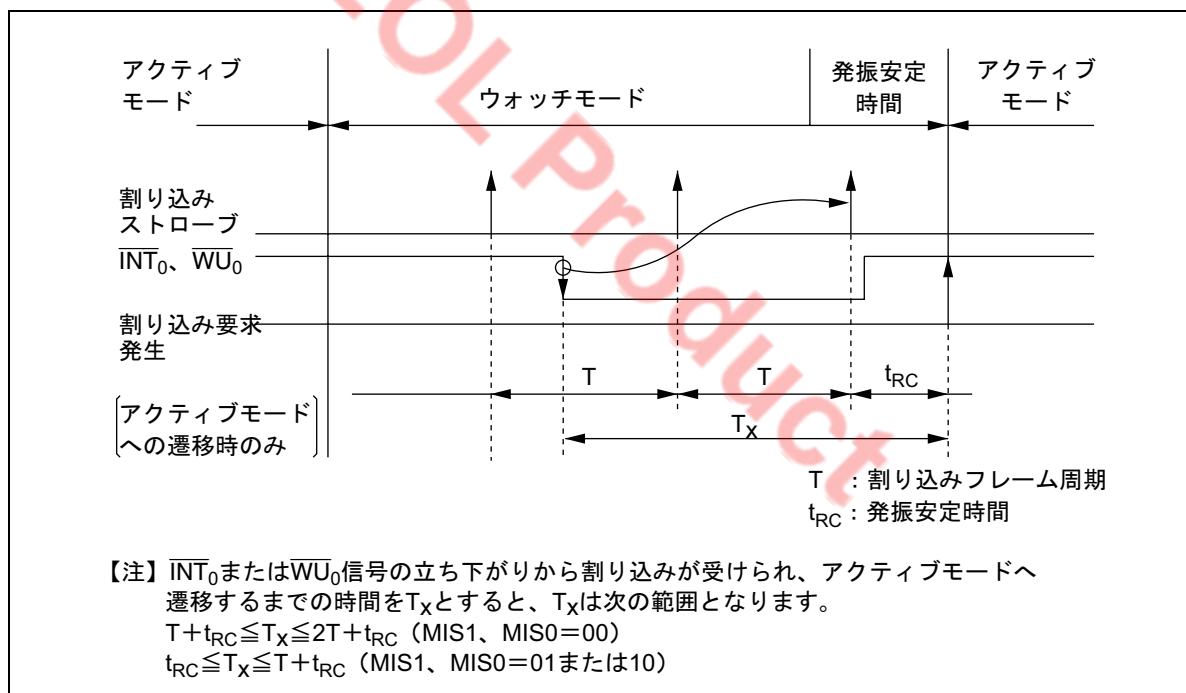 アクティブ
モード
ウォッチモード
発振安定
時間
アクティブ
モード
割り込み
ストローブ
INT0、WU0
割り込み要求
発生
T
T
tRC
アクティブモード
への遷移時のみ
TX
T ：割り込みフレーム周期
tRC：発振安定時間
【注】INT0またはWU0信号の立ち下がりから割り込みが受けられ、アクティブモードへ
遷移するまでの時間をTXとすると、TXは次の範囲となります。
T＋tRC≦TX≦2T＋tRC（MIS1、MIS0＝00）
tRC≦TX≦T＋tRC（MIS1、MIS0＝01または10）
OL Product